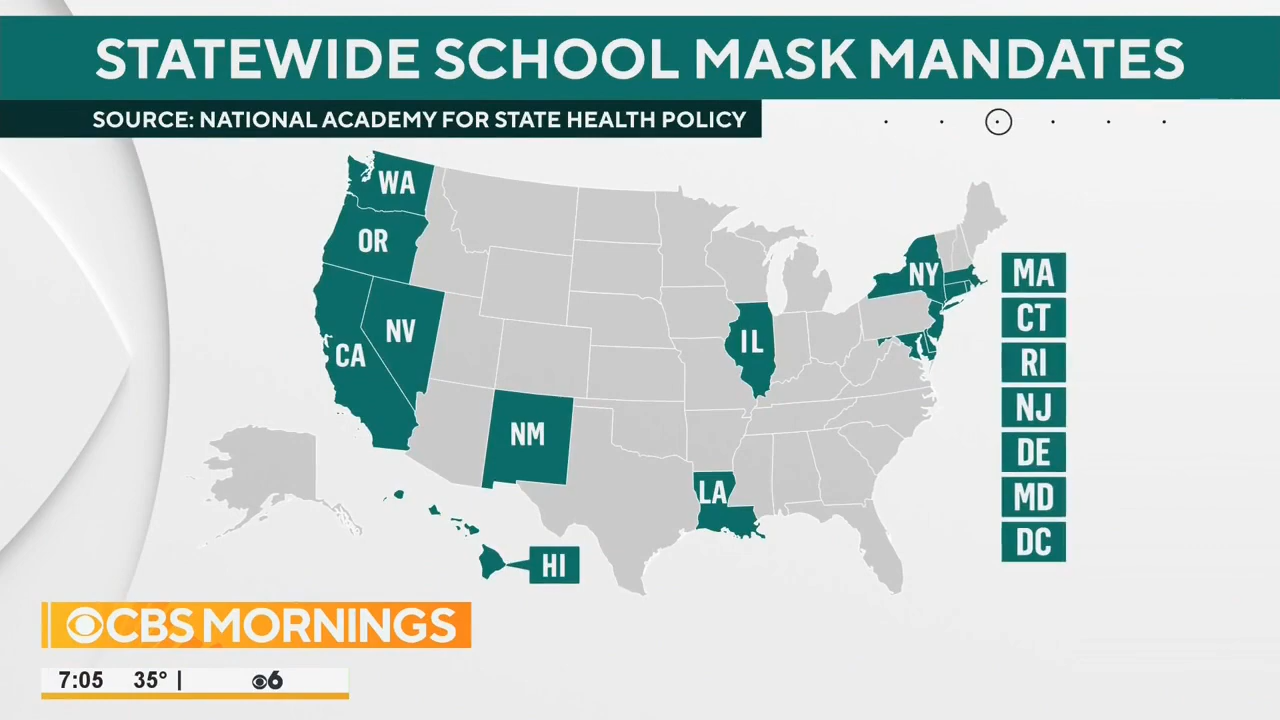 STATEWIDE SCHOOL MASK MANDATES
SOURCE: NATIONAL ACADEMY FOR STATE HEALTH POLICY
WA
OR
NV
CA
NM
HI
IL
LA
NY
MA
CT
RI
NJ
DE
MD
DC
CBS MORNINGS
7:05 35° | 6